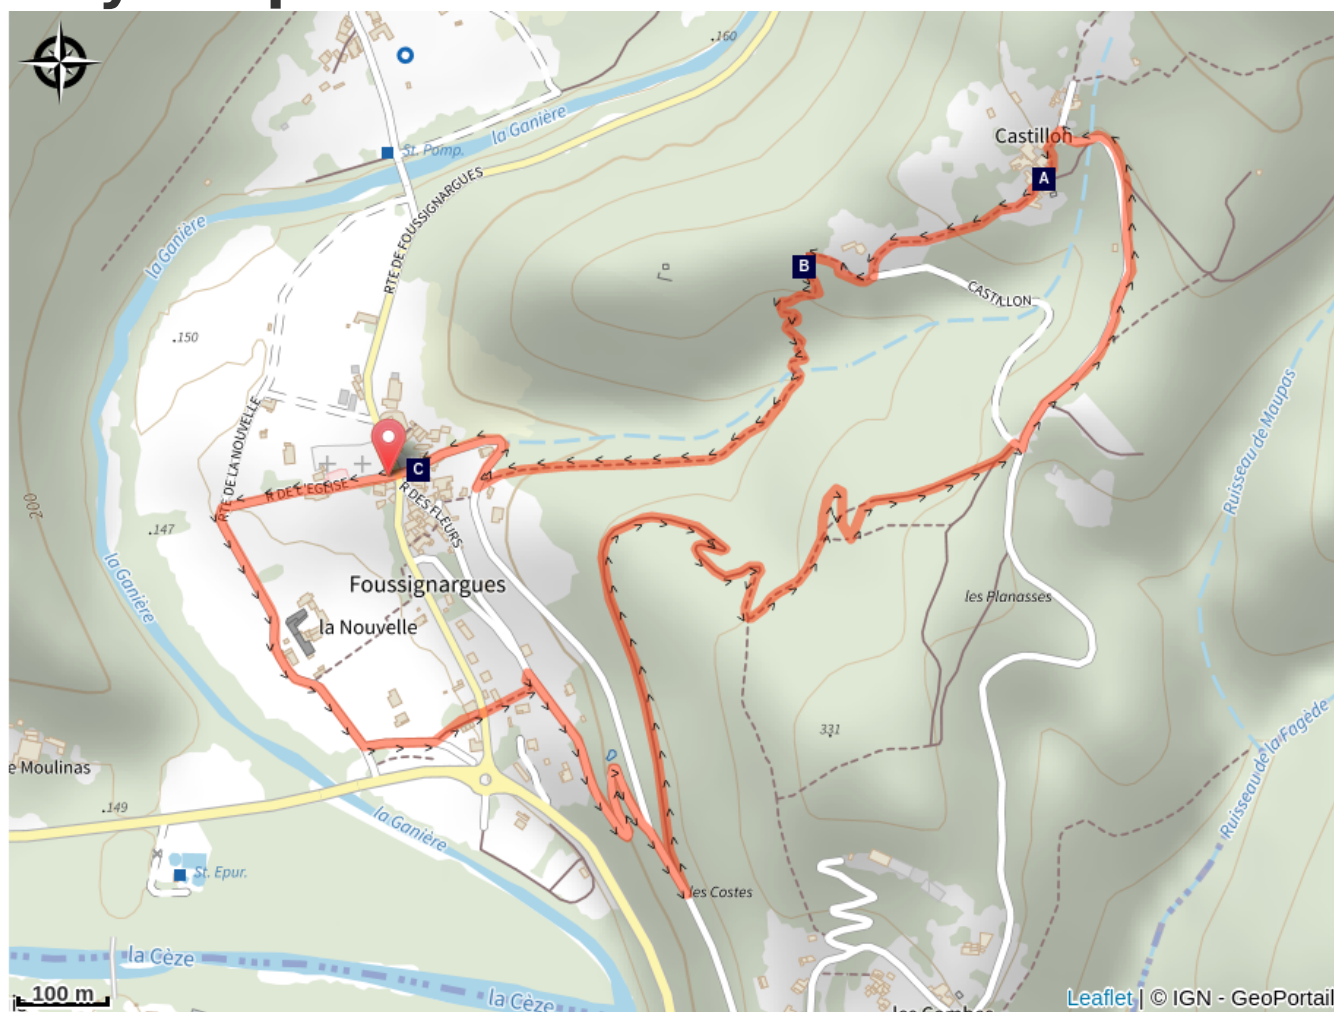 .160
la Ganière
St. Pomp.
Castillon
A
RTE DE FOUSSIGNARGUES
la Ganière
B
CASTILLON
.150
Ruisseau de Maupas
RTE DE LA NOUVELLE
C
R DE L'EGLISE
R DES FLEURS
200
.147
la Ganière
Foussignargues
les Planasses
la Nouvelle
331
Ruisseau de la Fagède
e Moulinas
.149
la Ganière
St. Epur.
les Costes
la Cèze
100 m
la Cèze
Leaflet | © IGN - GeoPortail